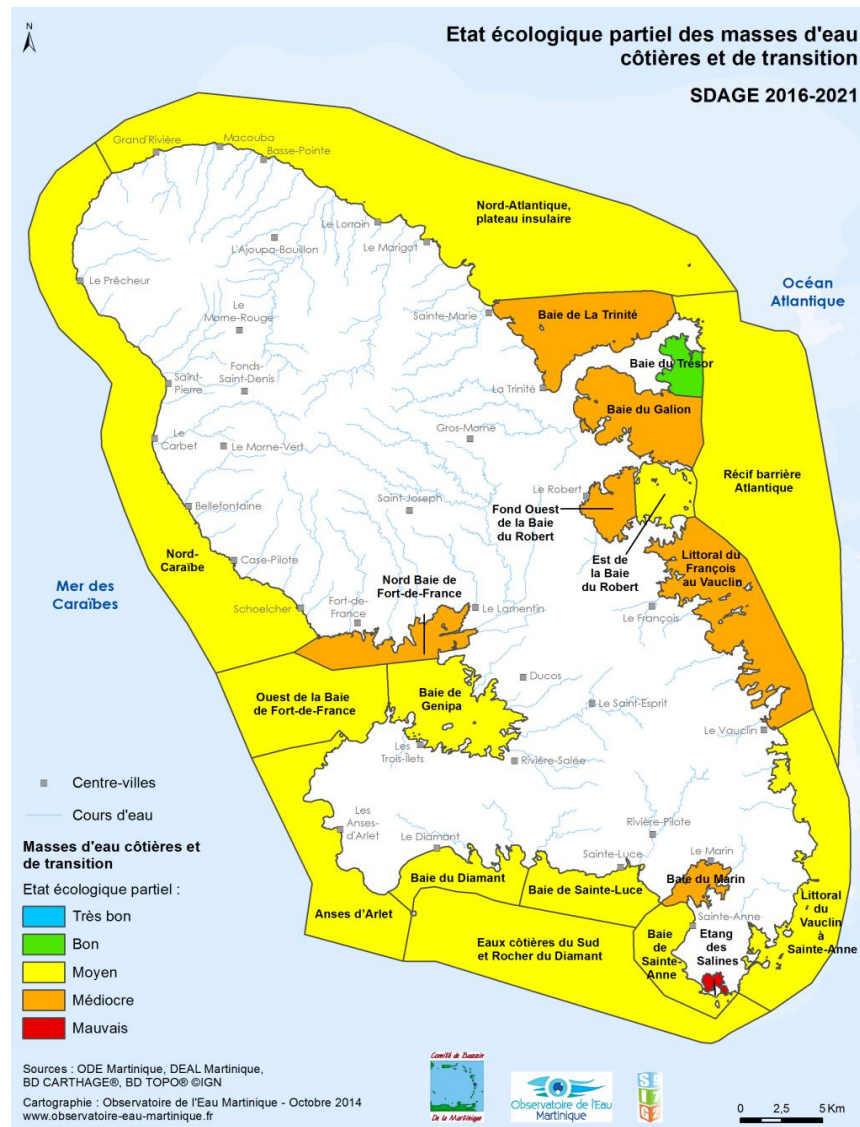 N
Etat écologique partiel des masses d'eau
côtières et de transition
SDAGE 2016-2021
Grand'Rivière
Macouba
Basse-Pointe
Nord-Atlantique,
plateau insulaire
Le Lorrain
L'Ajoupa-Bouillon
Le Marigot
Le Prêcheur
Océan
Atlantique
Le
Morne-Rouge
Sainte-Marie
Baie de La Trinité
Baie du Trésor
Fonds-
Saint-Denis
Saint-
Pierre
La Trinité
Baie du Galion
Le
Carbet
Le Morne-Vert
Gros-Morne
Récif barrière
Atlantique
Le Robert
Saint-Joseph
Bellefontaine
Fond Ouest
de la Baie
du Robert
Nord-
Caraïbe
Case-Pilote
Est de
la Baie
du Robert
Littoral du
François
au Vauclin
Mer des
Caraïbes
Nord Baie de
Fort-de-France
Schoelcher
Fort-de-
France
Le Lamentin
Le François
Ducos
Ouest de la Baie
de Fort-de-France
Baie de
Genipa
Le Saint-Esprit
Le Vauclin
Les
Trois-Îlets
Rivière-Salée
Les
Anses-
d'Arlet
Le Diamant
Rivière-Pilote
Sainte-Luce
Le Marin
Baie du Diamant
Baie de Sainte-Luce
Baie du Marin
Anses d'Arlet
Sainte-Anne
Littoral
du
Vauclin
à
Sainte-Anne
Eaux côtières du Sud
et Rocher du Diamant
Baie
de
Sainte-
Anne
Etang
des
Salines
Centre-villes
Cours d'eau
Masses d'eau côtières et
de transition
Etat écologique partiel :
Très bon
Bon
Moyen
Médiocre
Mauvais
Sources : ODE Martinique, DEAL Martinique,
BD CARTHAGE®, BD TOPO® ©IGN
Cartographie : Observatoire de l'Eau Martinique - Octobre 2014
www.observatoire-eau-martinique.fr
Comité de Bassin
De la Martinique
Observatoire de l'Eau
Martinique
0 2,5 5 Km